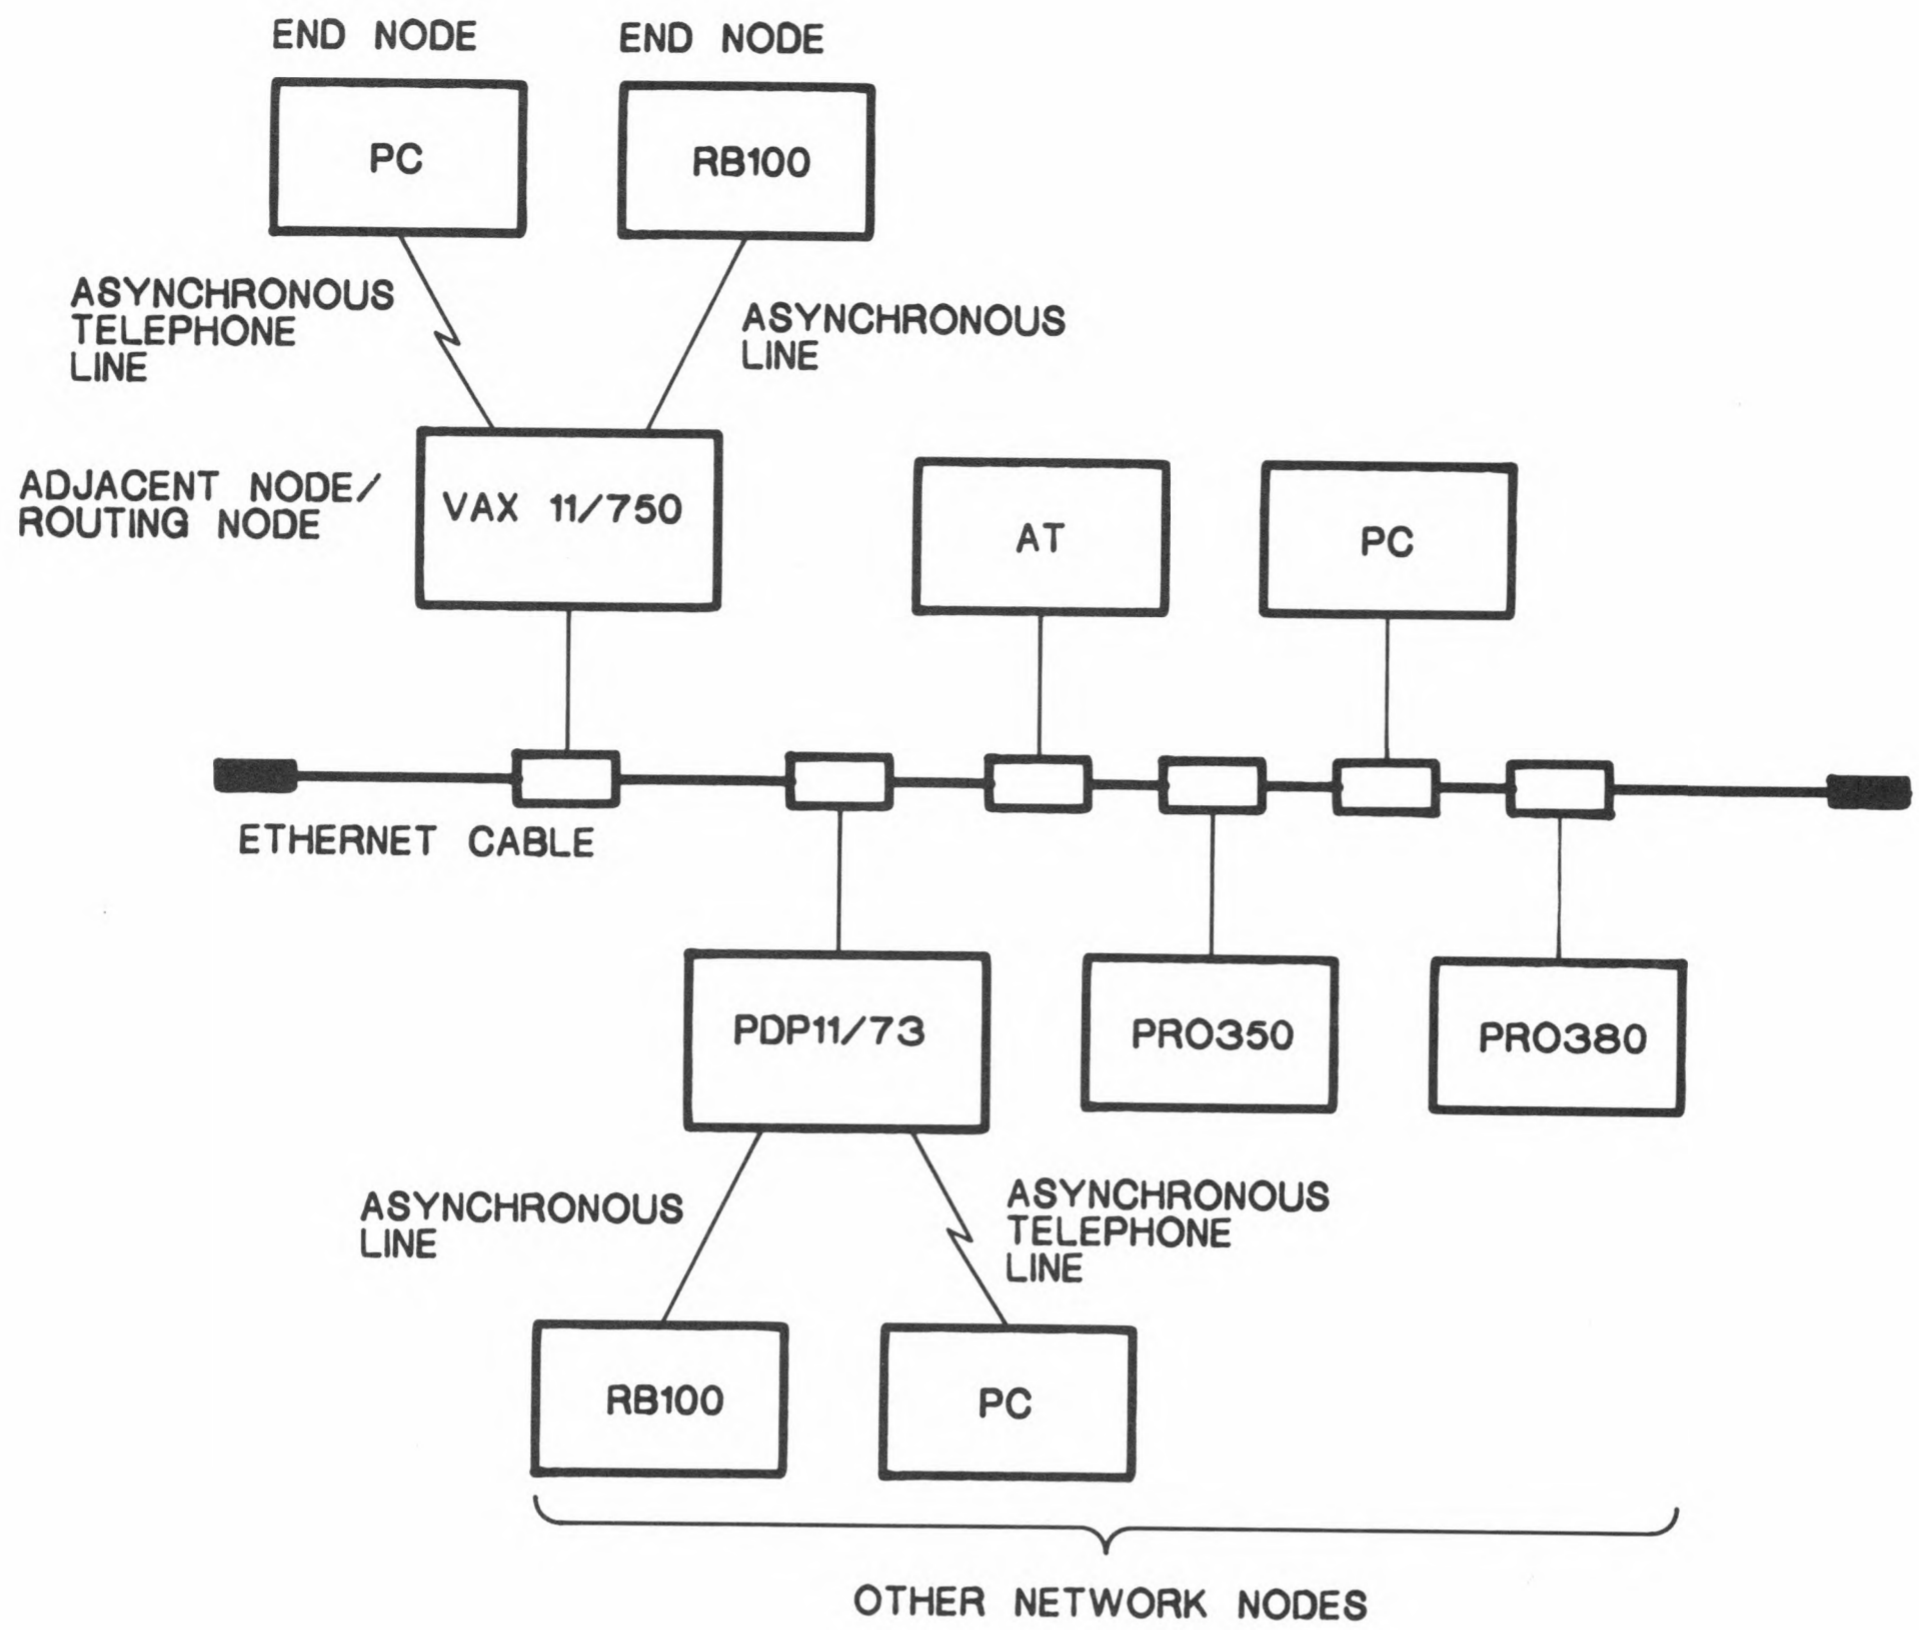 END NODE
END NODE
PC
RB100
ASYNCHRONOUS
TELEPHONE
LINE
ASYNCHRONOUS
LINE
ADJACENT NODE/
ROUTING NODE
VAX 11/750
AT
PC
ETHERNET CABLE
PDP11/73
PRO350
PRO380
ASYNCHRONOUS
LINE
ASYNCHRONOUS
TELEPHONE
LINE
RB100
PC
OTHER NETWORK NODES